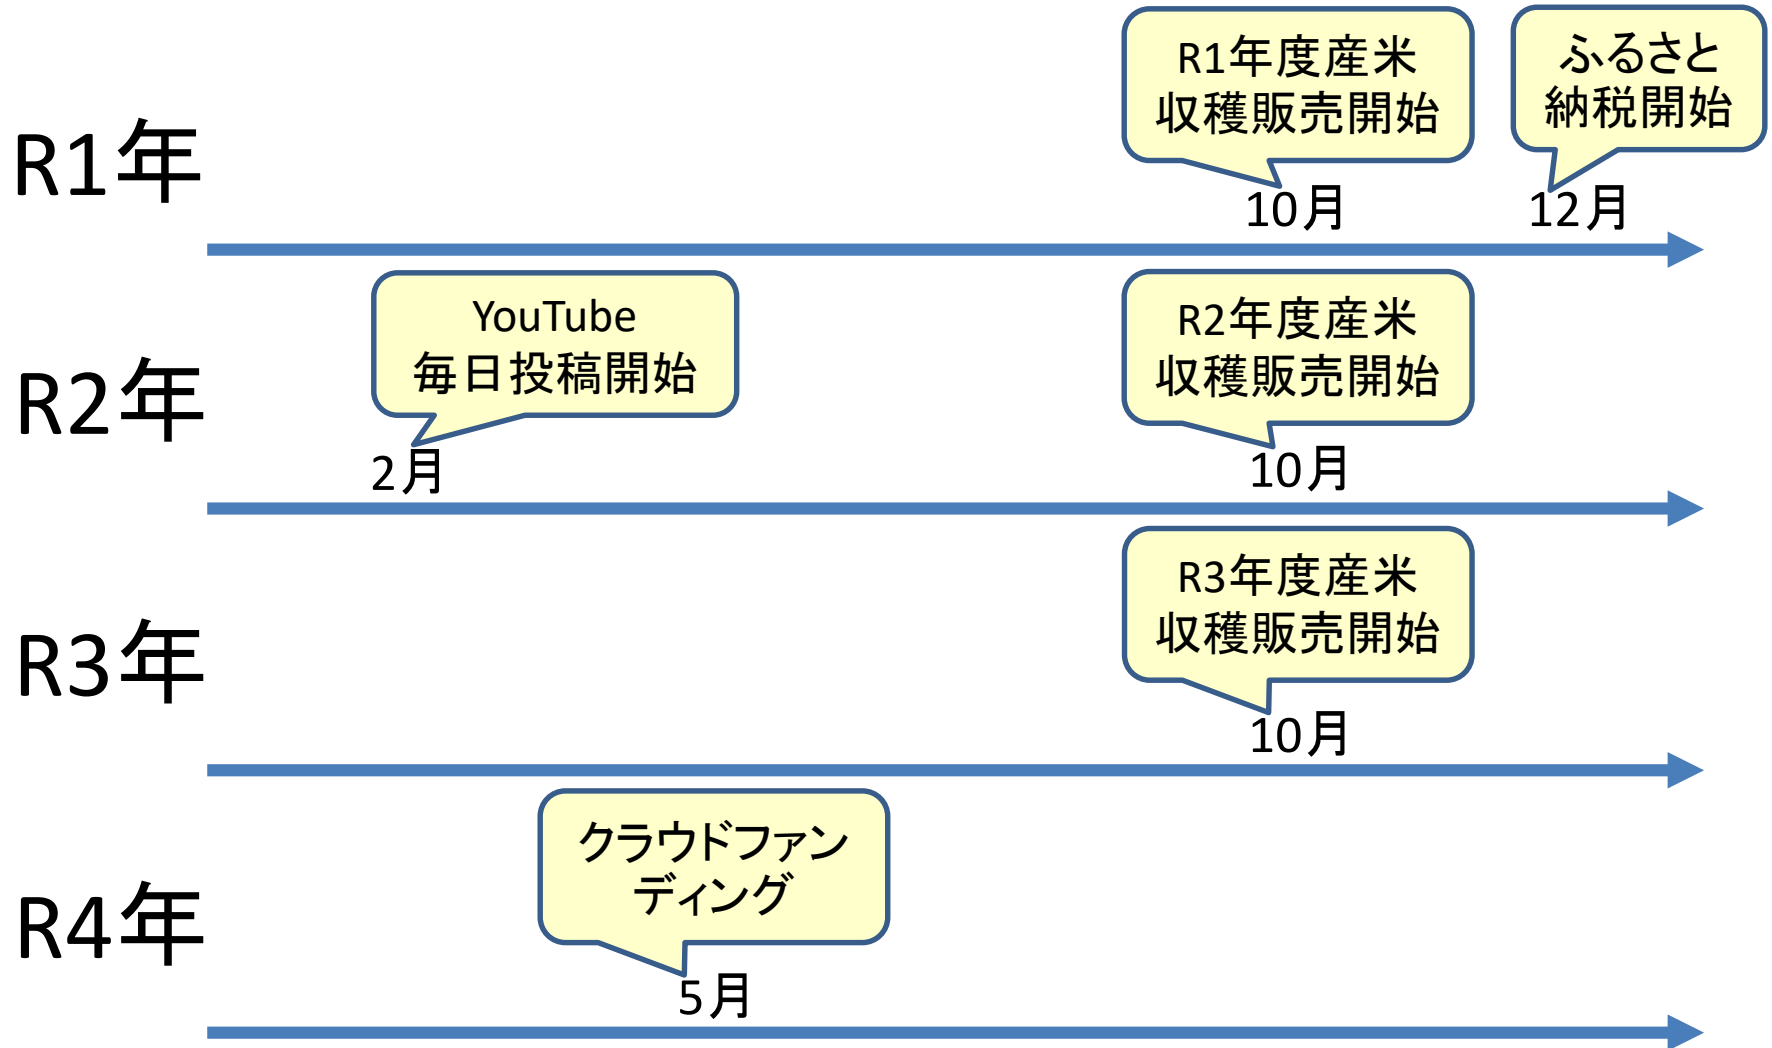 R1年
R1年度産米
収穫販売開始
10月
ふるさと
納税開始
12月
R2年
YouTube
毎日投稿開始
2月
R2年度産米
収穫販売開始
10月
R3年
R3年度産米
収穫販売開始
10月
R4年
クラウドファン
ディング
5月